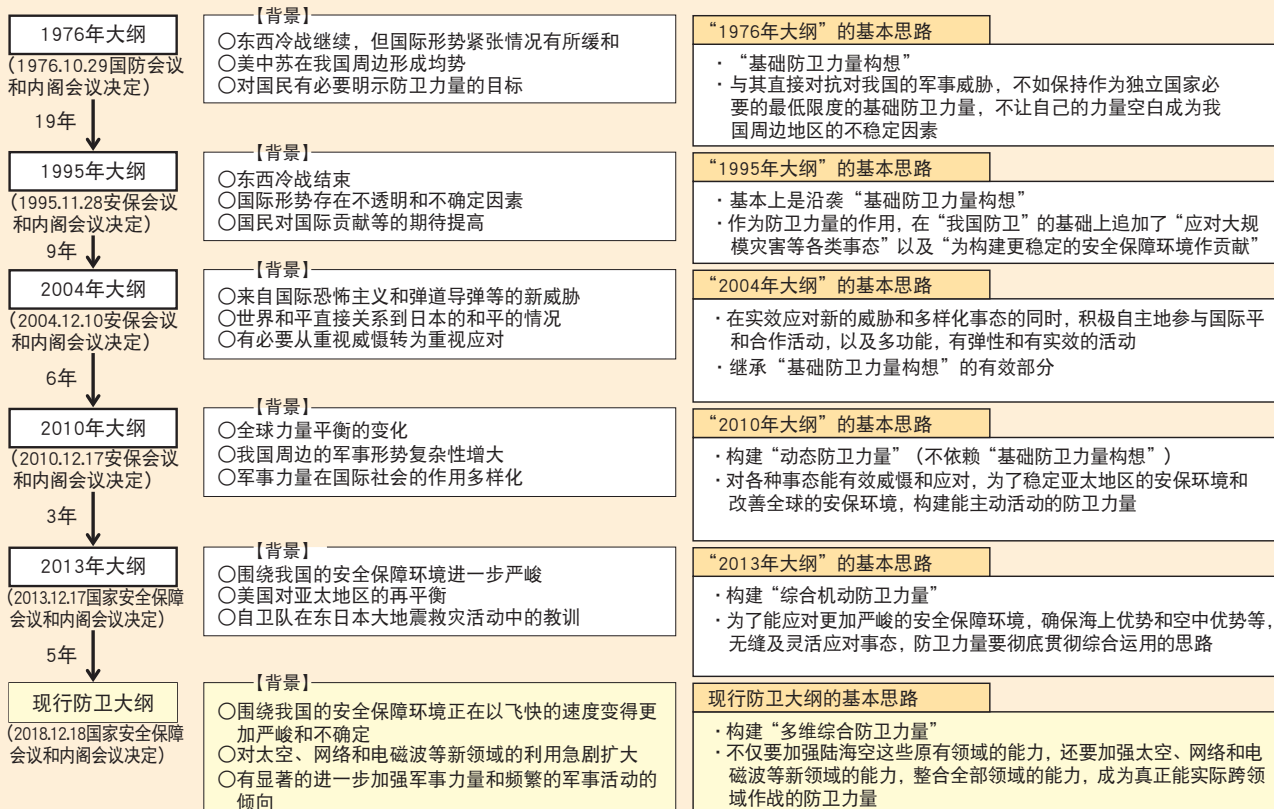 1976年大纲
（1976.10.29国防会议
和内阁会议决定）
【背景】
○东西冷战继续，但国际形势紧张情况有所缓和
○美中苏在我国周边形成均势
○对国民有必要明示防卫力量的目标
“1976年大纲”的基本思路
・“基础防卫力量构想”
・与其直接对抗对我国的军事威胁，不如保持作为独立国家必
要的最低限度的基础防卫力量，不让自己的力量空白成为我
国周边地区的不稳定因素
19年
1995年大纲
（1995.11.28安保会议
和内阁会议决定）
【背景】
○东西冷战结束
○国际形势存在不透明和不确定因素
○国民对国际贡献等的期待提高
“1995年大纲”的基本思路
・基本上是沿袭“基础防卫力量构想”
・作为防卫力量的作用，在“我国防卫”的基础上追加了“应对大规
模灾害等各类事态”以及“为构建更稳定的安全保障环境作贡献”
9年
2004年大纲
（2004.12.10安保会议
和内阁会议决定）
【背景】
○来自国际恐怖主义和弹道导弹等的新威胁
○世界和平直接关系到日本的和平的情况
○有必要从重视威慑转为重视应对
“2004年大纲”的基本思路
・在实效应对新的威胁和多样化事态的同时，积极自主地参与国际平
和合作活动，以及多功能，有弹性和有实效的活动
・继承“基础防卫力量构想”的有效部分
6年
2010年大纲
（2010.12.17安保会议
和内阁会议决定）
【背景】
○全球力量平衡的变化
○我国周边的军事形势复杂性增大
○军事力量在国际社会的作用多样化
“2010年大纲”的基本思路
・构建“动态防卫力量”（不依赖“基础防卫力量构想”）
・对各种事态能有效威慑和应对，为了稳定亚太地区的安保环境和
改善全球的安保环境，构建能主动活动的防卫力量
3年
2013年大纲
（2013.12.17国家安全保障
会议和内阁会议决定）
【背景】
○围绕我国的安全保障环境进一步严峻
○美国对亚太地区的再平衡
○自卫队在东日本大地震救灾活动中的教训
“2013年大纲”的基本思路
・构建“综合机动防卫力量”
・为了能应对更加严峻的安全保障环境，确保海上优势和空中优势等，
无缝及灵活应对事态，防卫力量要彻底贯彻综合运用的思路
5年
现行防卫大纲
（2018.12.18国家安全保障
会议和内阁会议决定）
【背景】
○围绕我国的安全保障环境正在以飞快的速度变得更
加严峻和不确定
○对太空、网络和电磁波等新领域的利用急剧扩大
○有显著的进一步加强军事力量和频繁的军事活动的
倾向
现行防卫大纲的基本思路
・构建“多维综合防卫力量”
・不仅要加强陆海空这些原有领域的能力，还要加强太空、网络和电
磁波等新领域的能力，整合全部领域的能力，成为真正能实际跨领
域作战的防卫力量